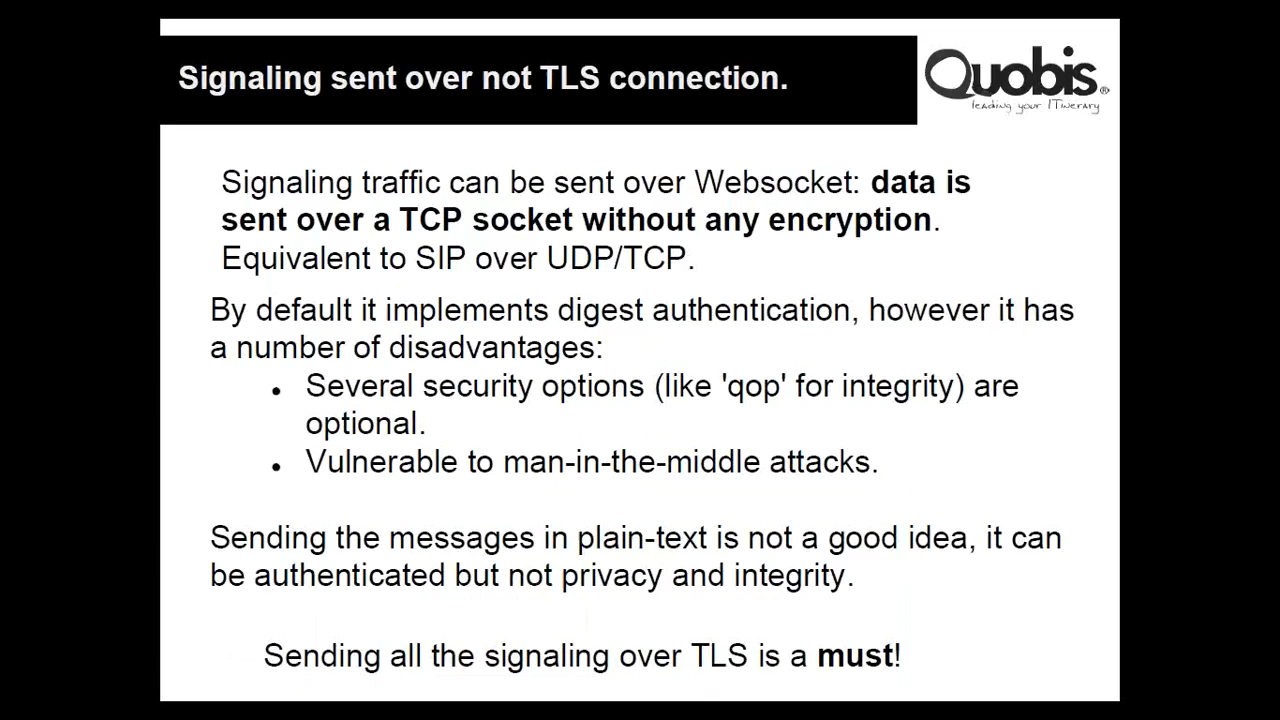 Signaling sent over not TLS connection.
Quobis®
leading your ITinerary
Signaling traffic can be sent over Websocket: data is
sent over a TCP socket without any encryption.
Equivalent to SIP over UDP/TCP.
By default it implements digest authentication, however it has
a number of disadvantages:
● Several security options (like 'qop' for integrity) are
optional.
● Vulnerable to man-in-the-middle attacks.
Sending the messages in plain-text is not a good idea, it can
be authenticated but not privacy and integrity.
Sending all the signaling over TLS is a must!